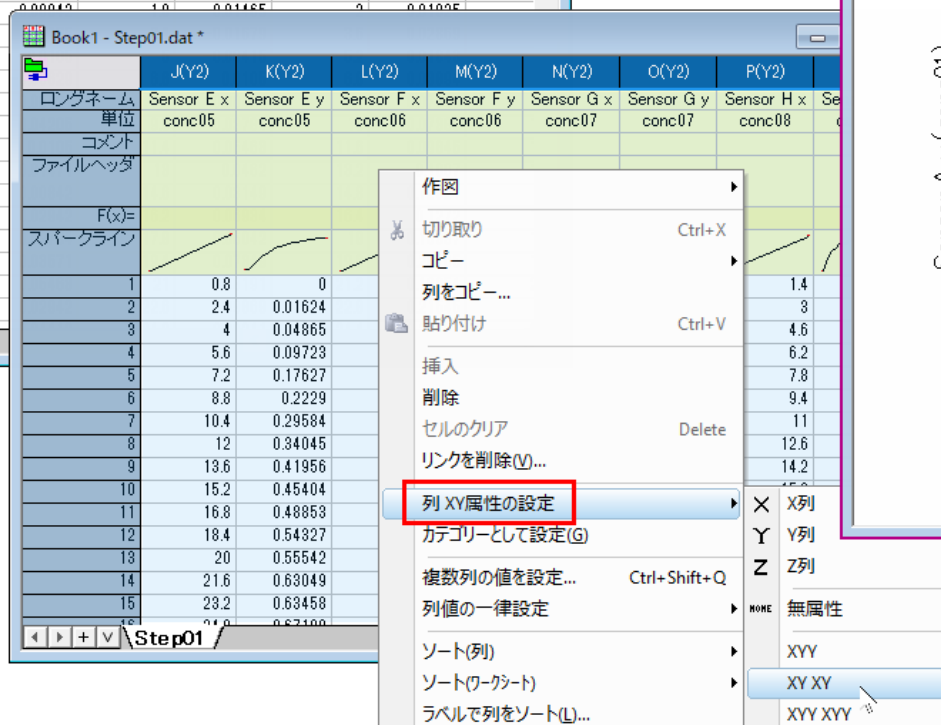 Book1 - Step01.dat *
J(Y2) K(Y2) L(Y2) M(Y2) N(Y2) O(Y2) P(Y2)
ロングネーム Sensor E x Sensor E y Sensor F x Sensor F y Sensor G x Sensor G y Sensor H x Se
単位 conc05 conc05 conc06 conc06 conc07 conc07 conc08
コメント
ファイルヘッダ
F(x)=
スパークライン
1 0.8 0 1.4
2 2.4 0.01624 3
3 4 0.04865 4.6
4 5.6 0.09723 6.2
5 7.2 0.17627 7.8
6 8.8 0.2229 9.4
7 10.4 0.29584 11
8 12 0.34045 12.6
9 13.6 0.41956 14.2
10 15.2 0.45404
11 16.8 0.48853
12 18.4 0.54327
13 20 0.55542
14 21.6 0.63049
15 23.2 0.63458
Step01
作図
切り取り Ctrl+X
コピー
列をコピー...
貼り付け Ctrl+V
挿入
削除
セルのクリア Delete
リンクを削除(V)...
列 XY属性の設定
カテゴリーとして設定(G)
複数列の値を設定... Ctrl+Shift+Q
列値の一律設定
ソート(列)
ソート(ワークシート)
ラベルで列をソート(L)...
X X列
Y Y列
Z Z列
NONE 無属性
XYY
XY XY
XYY XYY